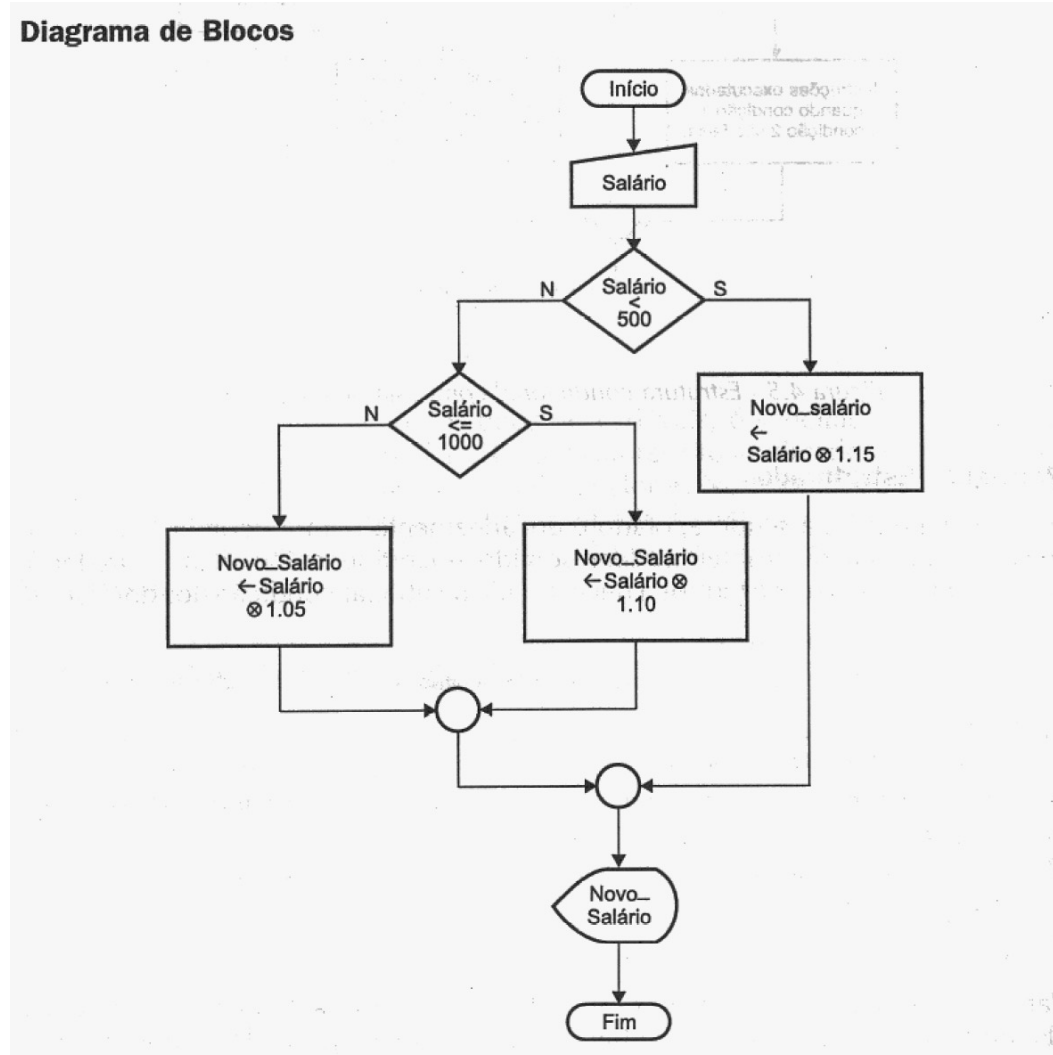 Diagrama de Blocos
Início
Salário
Salário
<
500
N
S
Salário
<=
1000
N
S
Novo_salário
←
Salário ⊗ 1.15
Novo_Salário
← Salário
⊗ 1.05
Novo_Salário
← Salário ⊗
1.10
Novo_
Salário
Fim